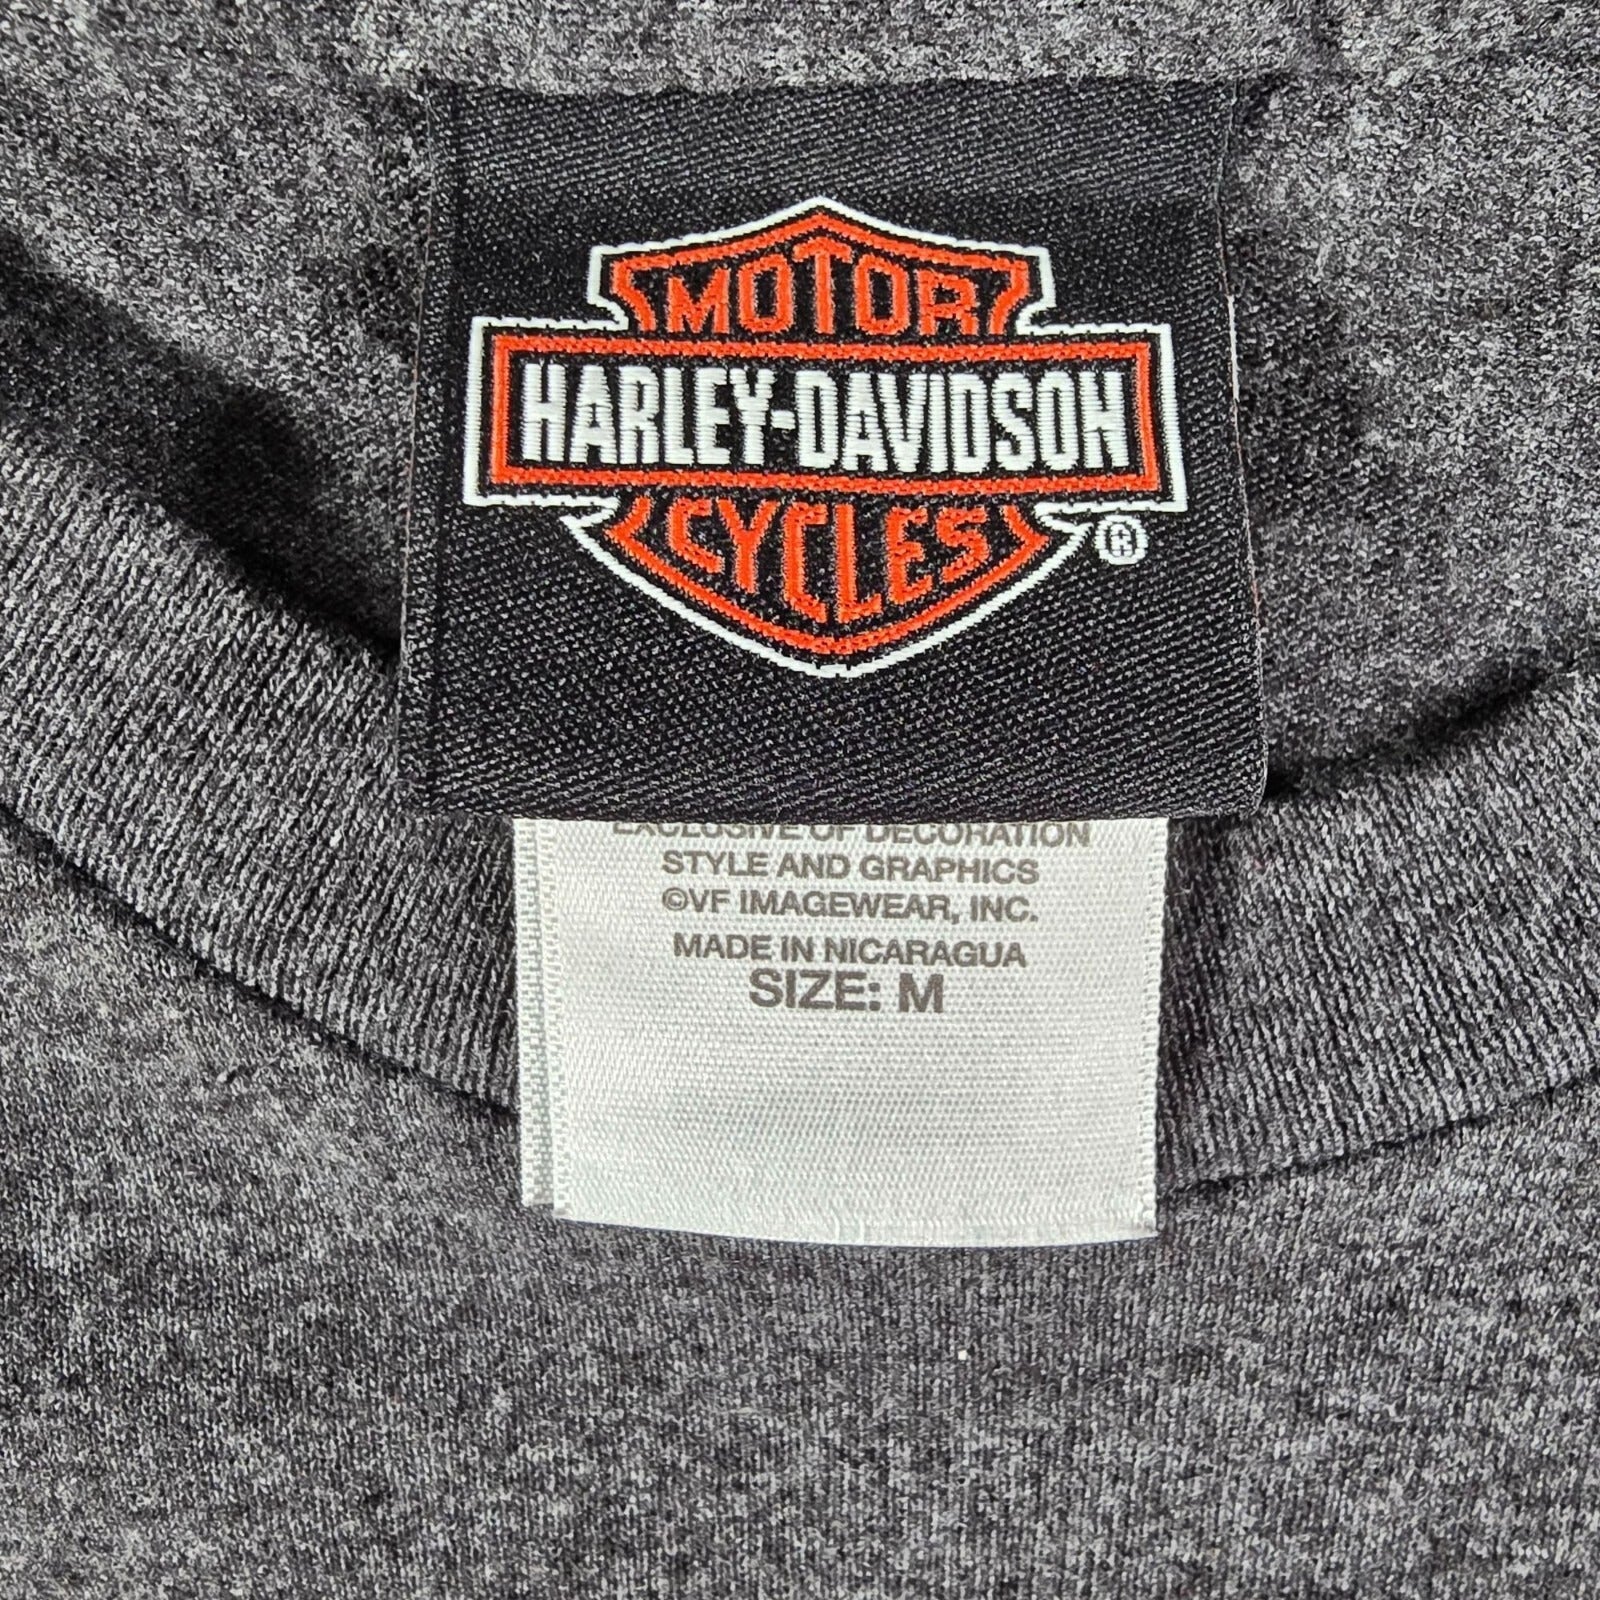 MOTOR
HARLEY-DAVIDSON
CYCLES
®
EXCLUSIVE OF DECORATION
STYLE AND GRAPHICS
©VF IMAGEWEAR, INC.
MADE IN NICARAGUA
SIZE: M